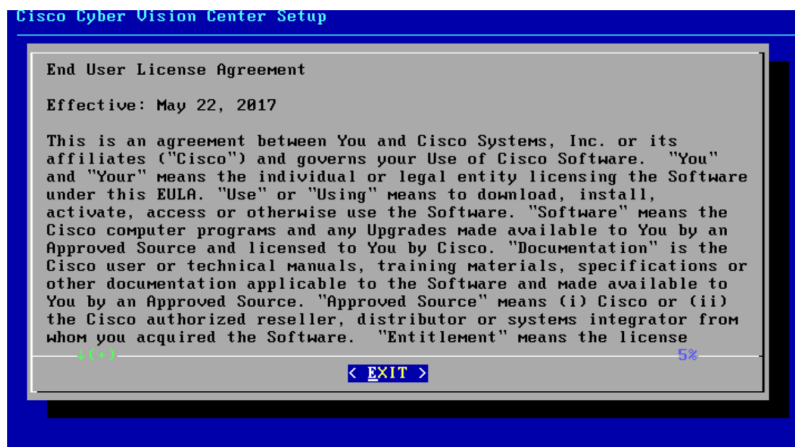 Cisco Cyber Vision Center Setup
End User License Agreement
Effective: May 22, 2017
This is an agreement between You and Cisco Systems, Inc. or its
affiliates ("Cisco") and governs your Use of Cisco Software.  "You"
and "Your" means the individual or legal entity licensing the Software
under this EULA. "Use" or "Using" means to download, install,
activate, access or otherwise use the Software. "Software" means the
Cisco computer programs and any Upgrades made available to You by an
Approved Source and licensed to You by Cisco. "Documentation" is the
Cisco user or technical manuals, training materials, specifications or
other documentation applicable to the Software and made available to
You by an Approved Source. "Approved Source" means (i) Cisco or (ii)
the Cisco authorized reseller, distributor or systems integrator from
whom you acquired the Software.  "Entitlement" means the license
↓(+) 5%
< EXIT >